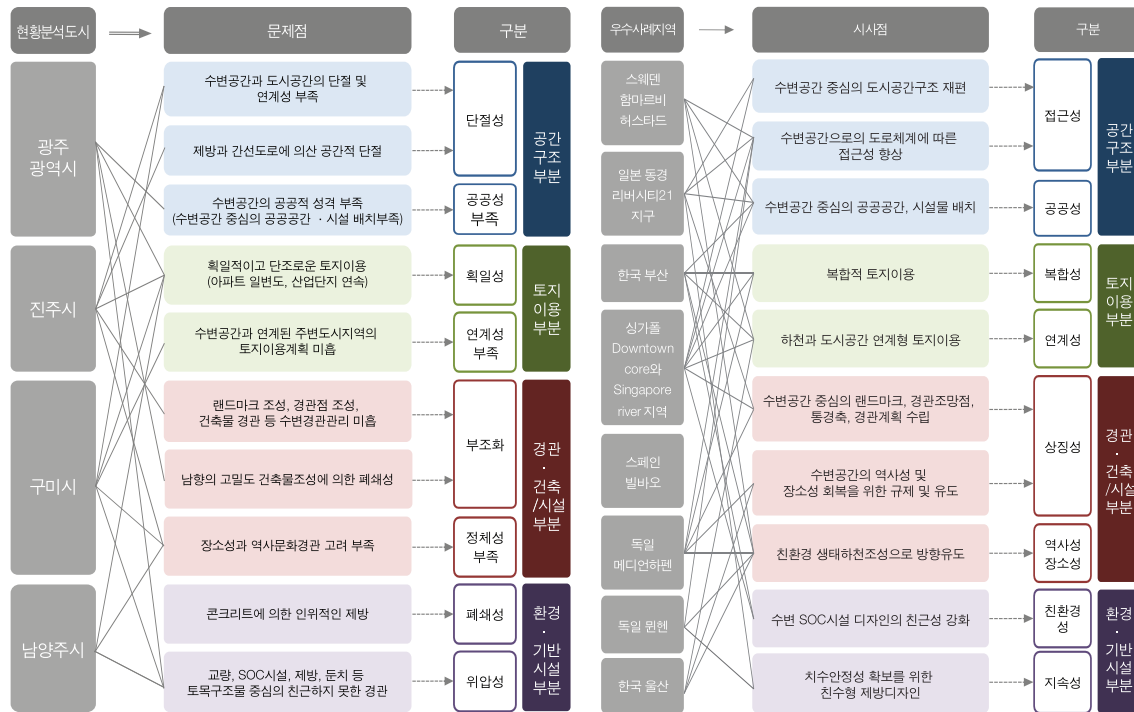 현황분석도시
문제점
구분
광주
광역시
진주시
구미시
남양주시
수변공간과 도시공간의 단절 및
연계성 부족
제방과 간선도로에 의산 공간적 단절
수변공간의 공공적 성격 부족
(수변공간 중심의 공공공간 · 시설 배치부족)
획일적이고 단조로운 토지이용
(아파트 일변도, 산업단지 연속)
수변공간과 연계된 주변도시지역의
토지이용계획 미흡
랜드마크 조성, 경관점 조성,
건축물 경관 등 수변경관관리 미흡
남향의 고밀도 건축물조성에 의한 폐쇄성
장소성과 역사문화경관 고려 부족
콘크리트에 의한 인위적인 제방
교량, SOC시설, 제방, 둔치 등
토목구조물 중심의 친근하지 못한 경관
단절성
공공성
부족
획일성
연계성
부족
부조화
정체성
부족
폐쇄성
위압성
공간
구조
부분
토지
이용
부분
경관
·
건축
/시설
부분
환경
·
기반
시설
부분
우수사례지역
시사점
구분
스웨덴
함마르비
허스타드
일본 동경
리버시티21
지구
한국 부산
싱가폴
Downtown
core와
Singapore
river 지역
스페인
빌바오
독일
메디언하펜
독일 뮌헨
한국 울산
수변공간 중심의 도시공간구조 재편
수변공간으로의 도로체계에 따른
접근성 향상
수변공간 중심의 공공공간, 시설물 배치
복합적 토지이용
하천과 도시공간 연계형 토지이용
수변공간 중심의 랜드마크, 경관조망점,
통경축, 경관계획 수립
수변공간의 역사성 및
장소성 회복을 위한 규제 및 유도
친환경 생태하천조성으로 방향유도
수변 SOC시설 디자인의 친근성 강화
치수안정성 확보를 위한
친수형 제방디자인
접근성
공공성
복합성
연계성
상징성
역사성
장소성
친환경
성
지속성
공간
구조
부분
토지
이용
부분
경관
·
건축
/시설
부분
환경
·
기반
시설
부분